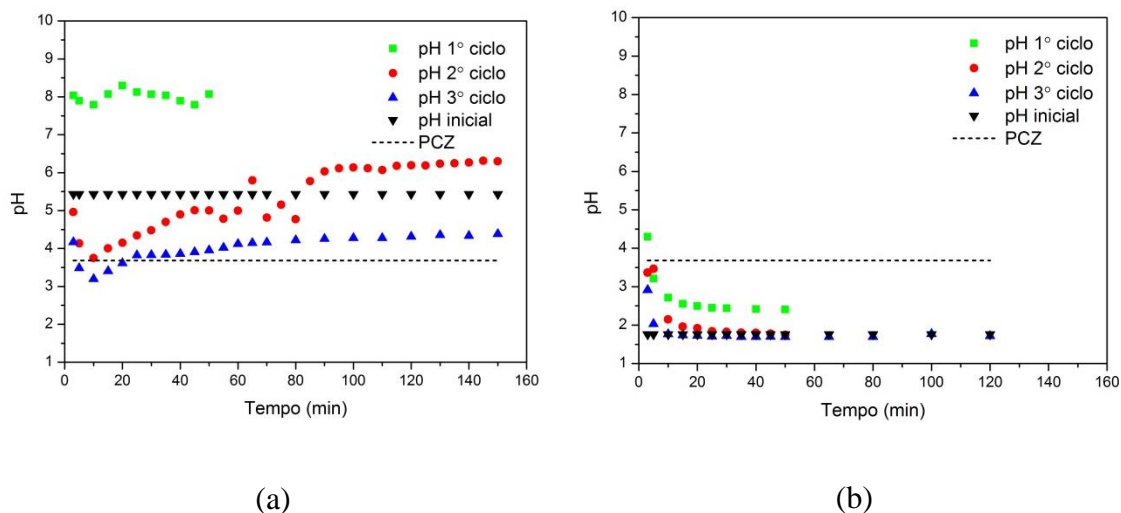 10
9
8
7
6
5
4
3
2
1
pH
pH 1° ciclo
pH 2° ciclo
pH 3° ciclo
pH inicial
PCZ
0 20 40 60 80 100 120 140 160
Tempo (min)
(a)
10
9
8
7
6
5
4
3
2
1
pH
pH 1° ciclo
pH 2° ciclo
pH 3° ciclo
pH inicial
PCZ
0 20 40 60 80 100 120 140 160
Tempo (min)
(b)